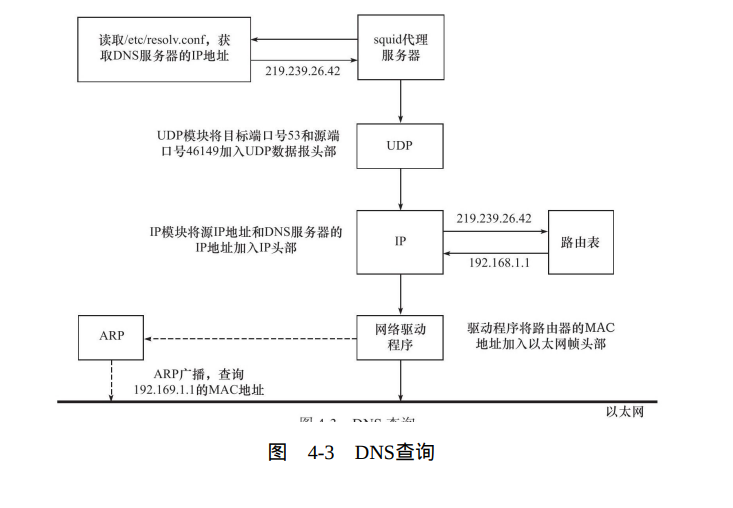 读取/etc/resolv.conf，获
取DNS服务器的IP地址
squid代理
服务器
219.239.26.42
UDP模块将目标端口号53和源端
口号46149加入UDP数据报头部
UDP
IP模块将源IP地址和DNS服务器的
IP地址加入IP头部
IP
219.239.26.42
192.168.1.1
路由表
ARP
网络驱动
程序
驱动程序将路由器的MAC
地址加入以太网帧头部
ARP广播，查询
192.169.1.1的MAC地址
以太网
图 4-3 DNS 查询
图 4-3 DNS查询